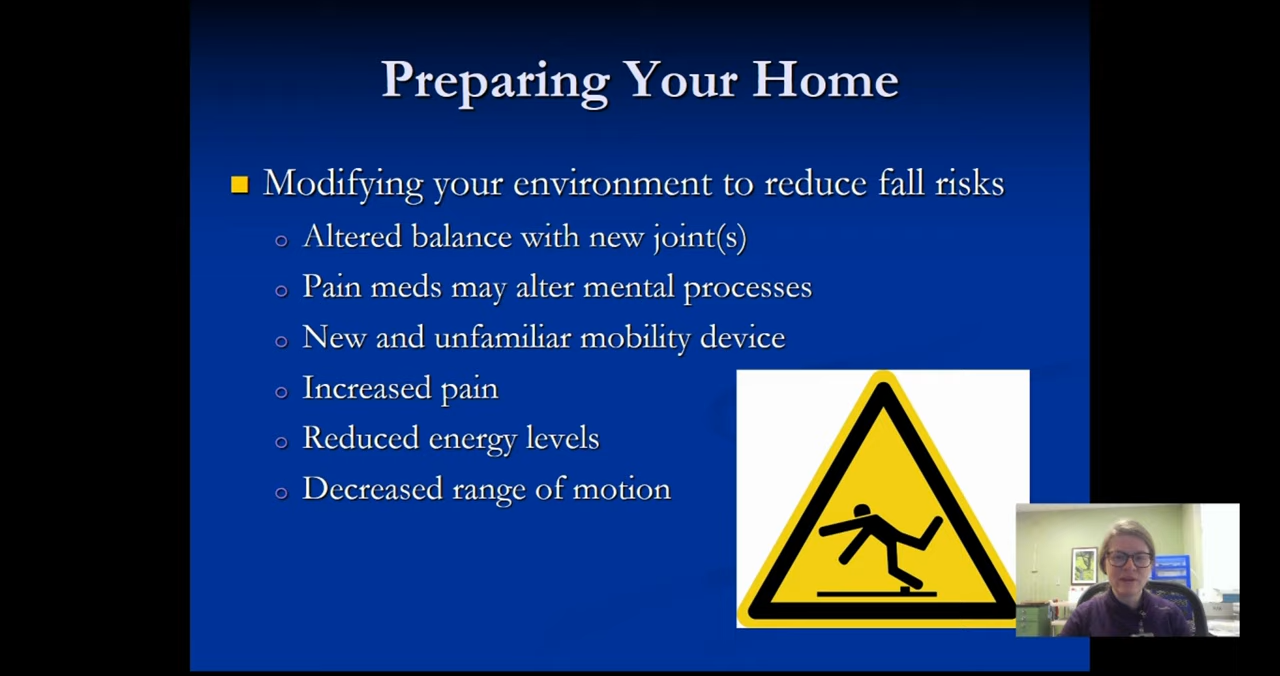 Preparing Your Home
Modifying your environment to reduce fall risks
Altered balance with new joint(s)
Pain meds may alter mental processes
New and unfamiliar mobility device
Increased pain
Reduced energy levels
Decreased range of motion